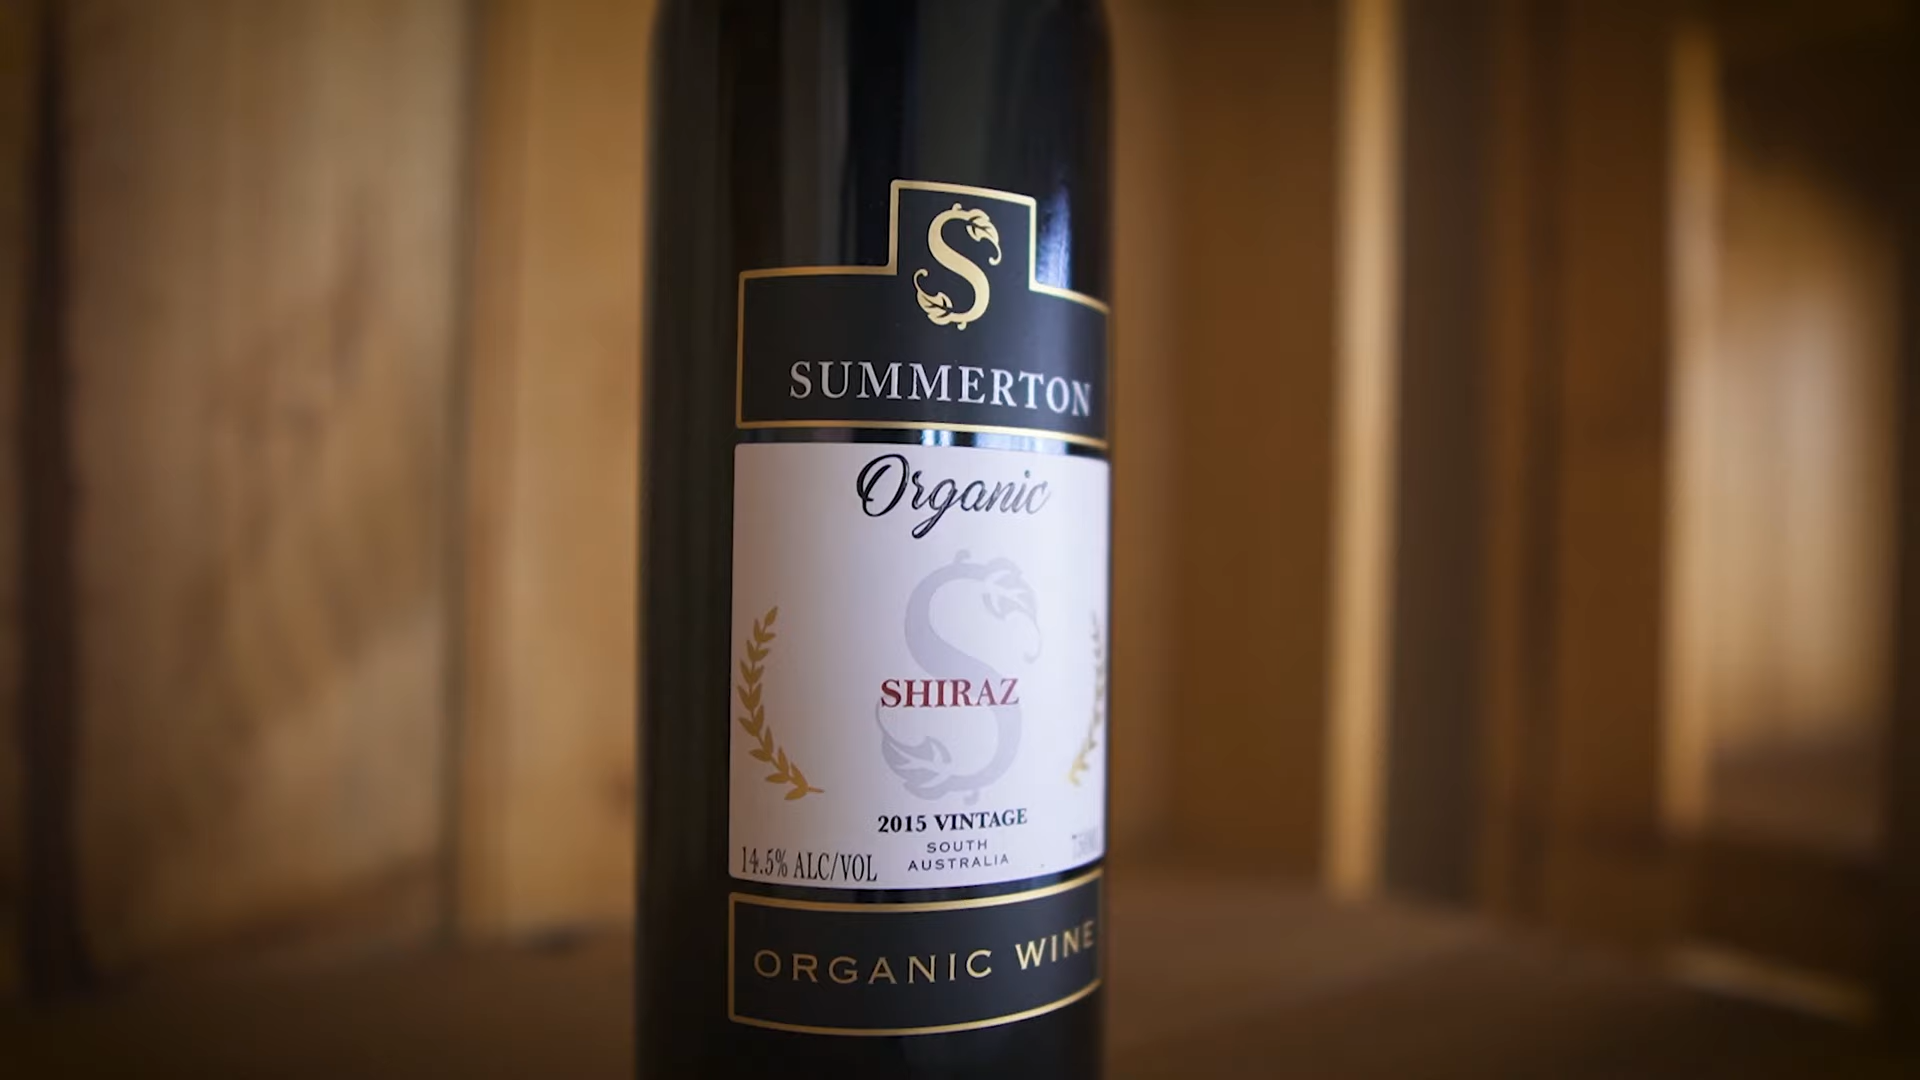 S
SUMMERTON
Organic
S
SHIRAZ
2015 VINTAGE
SOUTH
AUSTRALIA
14.5% ALC/VOL
ORGANIC WINE